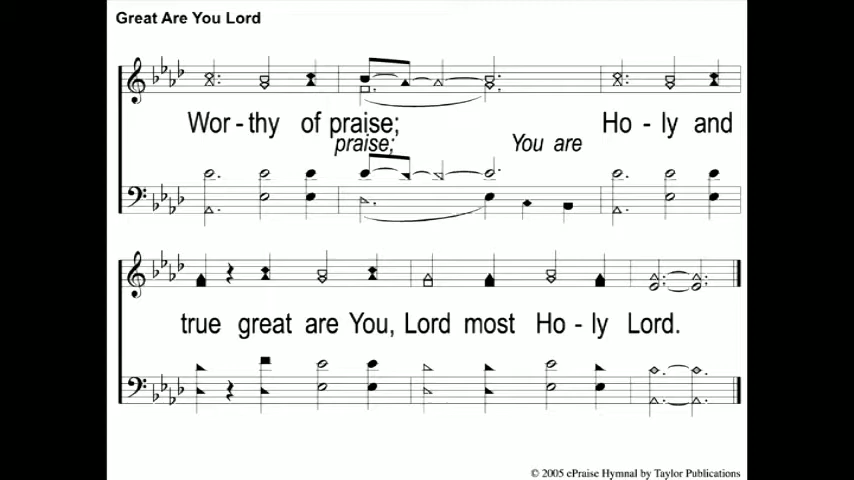 Great Are You Lord
Wor - thy of praise; Ho - ly and
praise; You are
true great are You, Lord most Ho - ly Lord.
© 2005 ePraise Hymnal by Taylor Publications